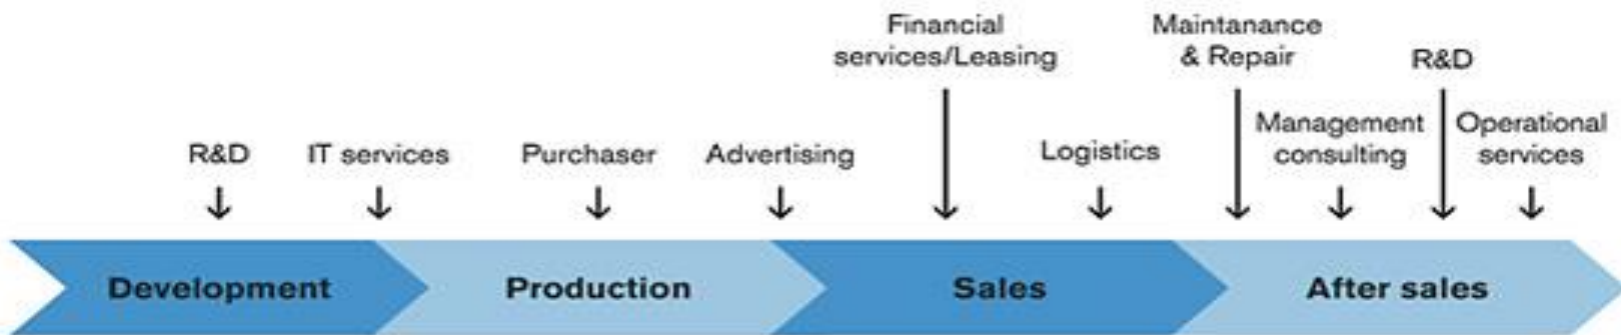 Financial
services/Leasing
Maintanance
& Repair
R&D
R&D
IT services
Purchaser
Advertising
Logistics
Management
consulting
Operational
services
Development
Production
Sales
After sales